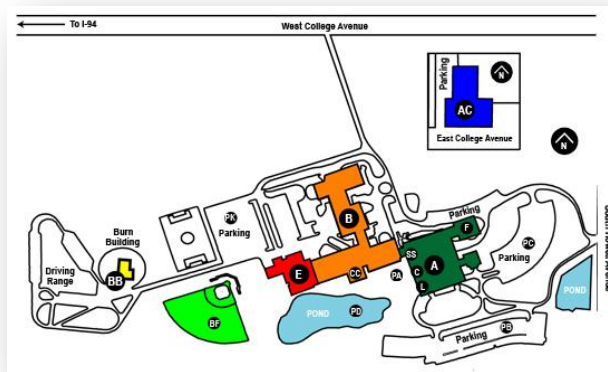 To I-94
West College Avenue
Parking
N
AC
East College Avenue
N
PK
Parking
B
Parking
F
Burn
Building
SS
PC
Parking
Driving
Range
BB
E
CC
PA
C
A
L
BF
POND
PD
POND
Parking
PB